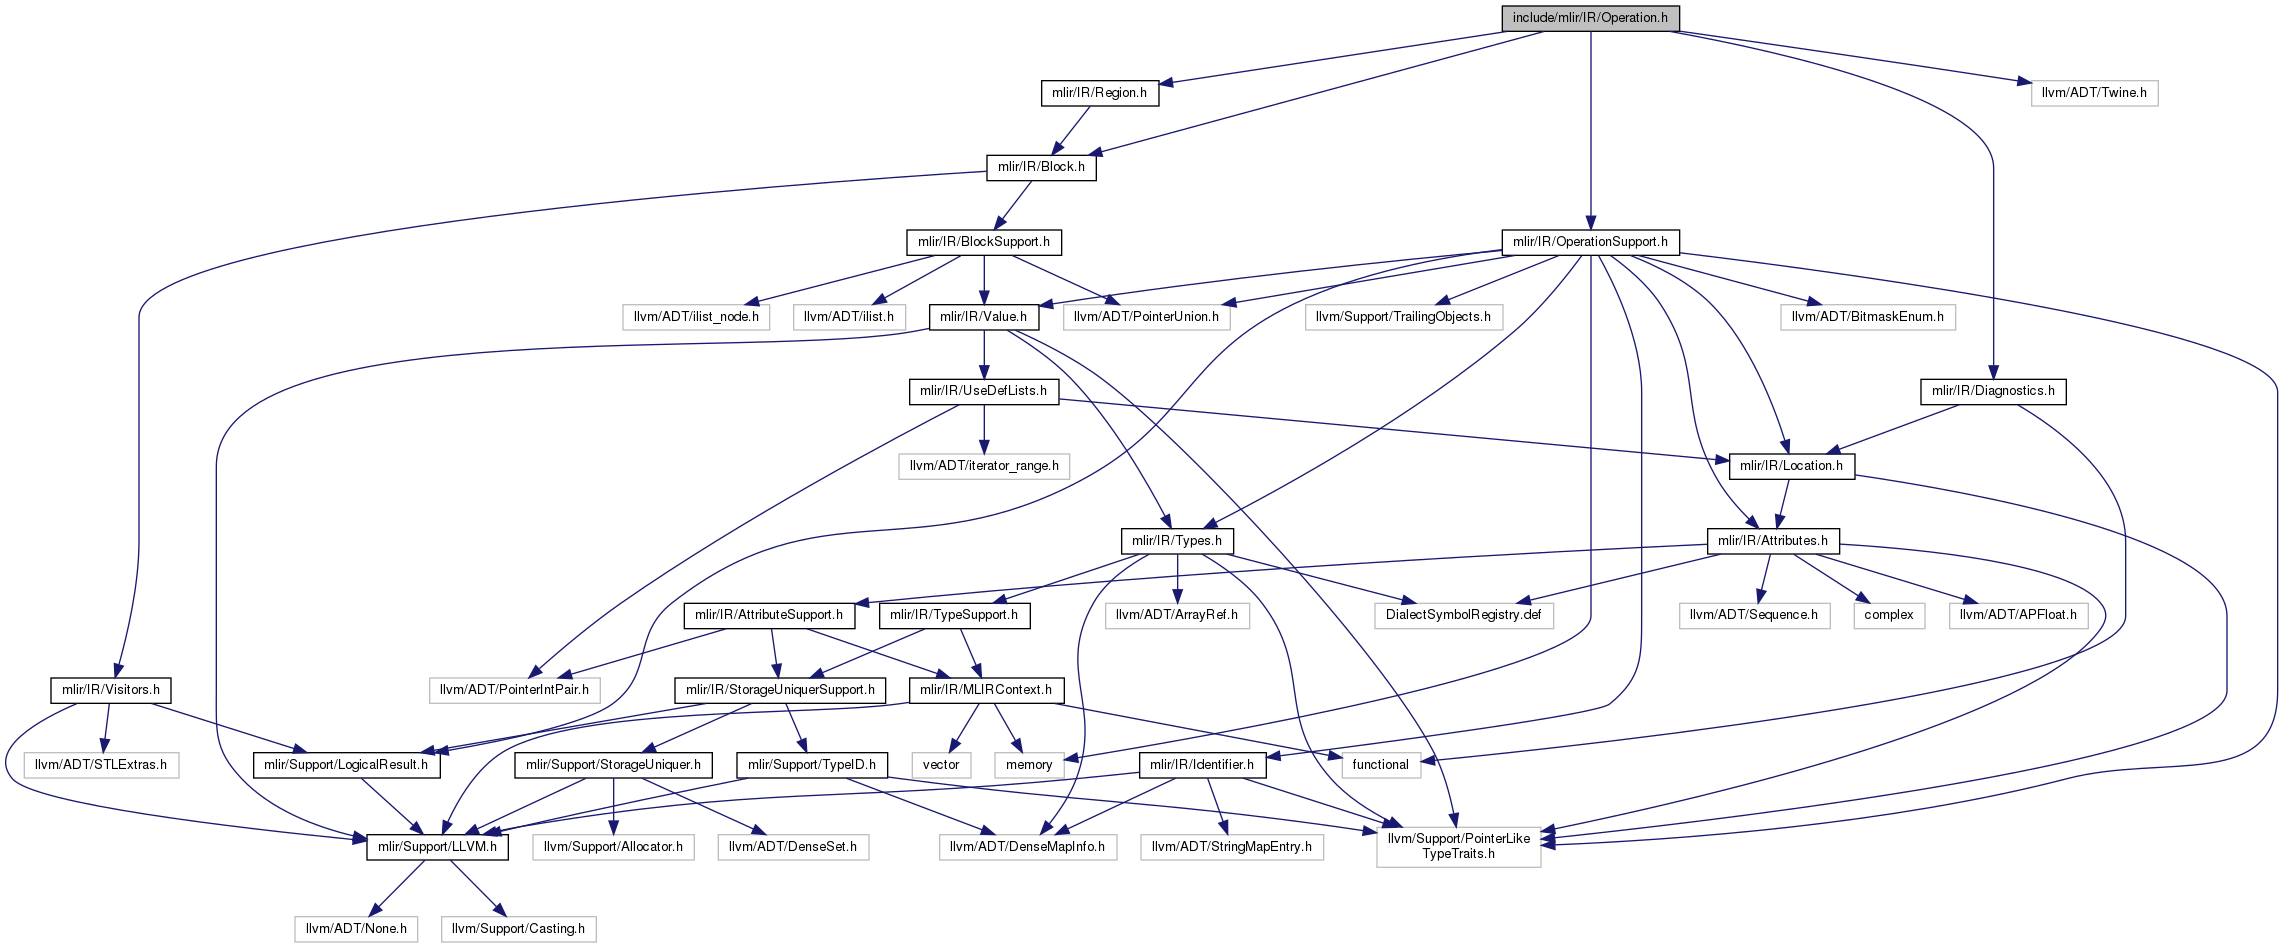 include/mlir/IR/Operation.h
mlir/IR/Region.h
llvm/ADT/Twine.h
mlir/IR/Block.h
mlir/IR/BlockSupport.h
mlir/IR/OperationSupport.h
llvm/ADT/ilist_node.h
llvm/ADT/ilist.h
mlir/IR/Value.h
llvm/ADT/PointerUnion.h
llvm/Support/TrailingObjects.h
llvm/ADT/BitmaskEnum.h
mlir/IR/UseDefLists.h
mlir/IR/Diagnostics.h
llvm/ADT/iterator_range.h
mlir/IR/Location.h
mlir/IR/Types.h
mlir/IR/Attributes.h
mlir/IR/AttributeSupport.h
mlir/IR/TypeSupport.h
llvm/ADT/ArrayRef.h
DialectSymbolRegistry.def
llvm/ADT/Sequence.h
complex
llvm/ADT/APFloat.h
mlir/IR/Visitors.h
llvm/ADT/PointerIntPair.h
mlir/IR/StorageUniquerSupport.h
mlir/IR/MLIRContext.h
llvm/ADT/STLExtras.h
mlir/Support/LogicalResult.h
mlir/Support/StorageUniquer.h
mlir/Support/TypeID.h
vector
memory
mlir/IR/Identifier.h
functional
mlir/Support/LLVM.h
llvm/Support/Allocator.h
llvm/ADT/DenseSet.h
llvm/ADT/DenseMapInfo.h
llvm/ADT/StringMapEntry.h
llvm/Support/PointerLike
TypeTraits.h
llvm/ADT/None.h
llvm/Support/Casting.h